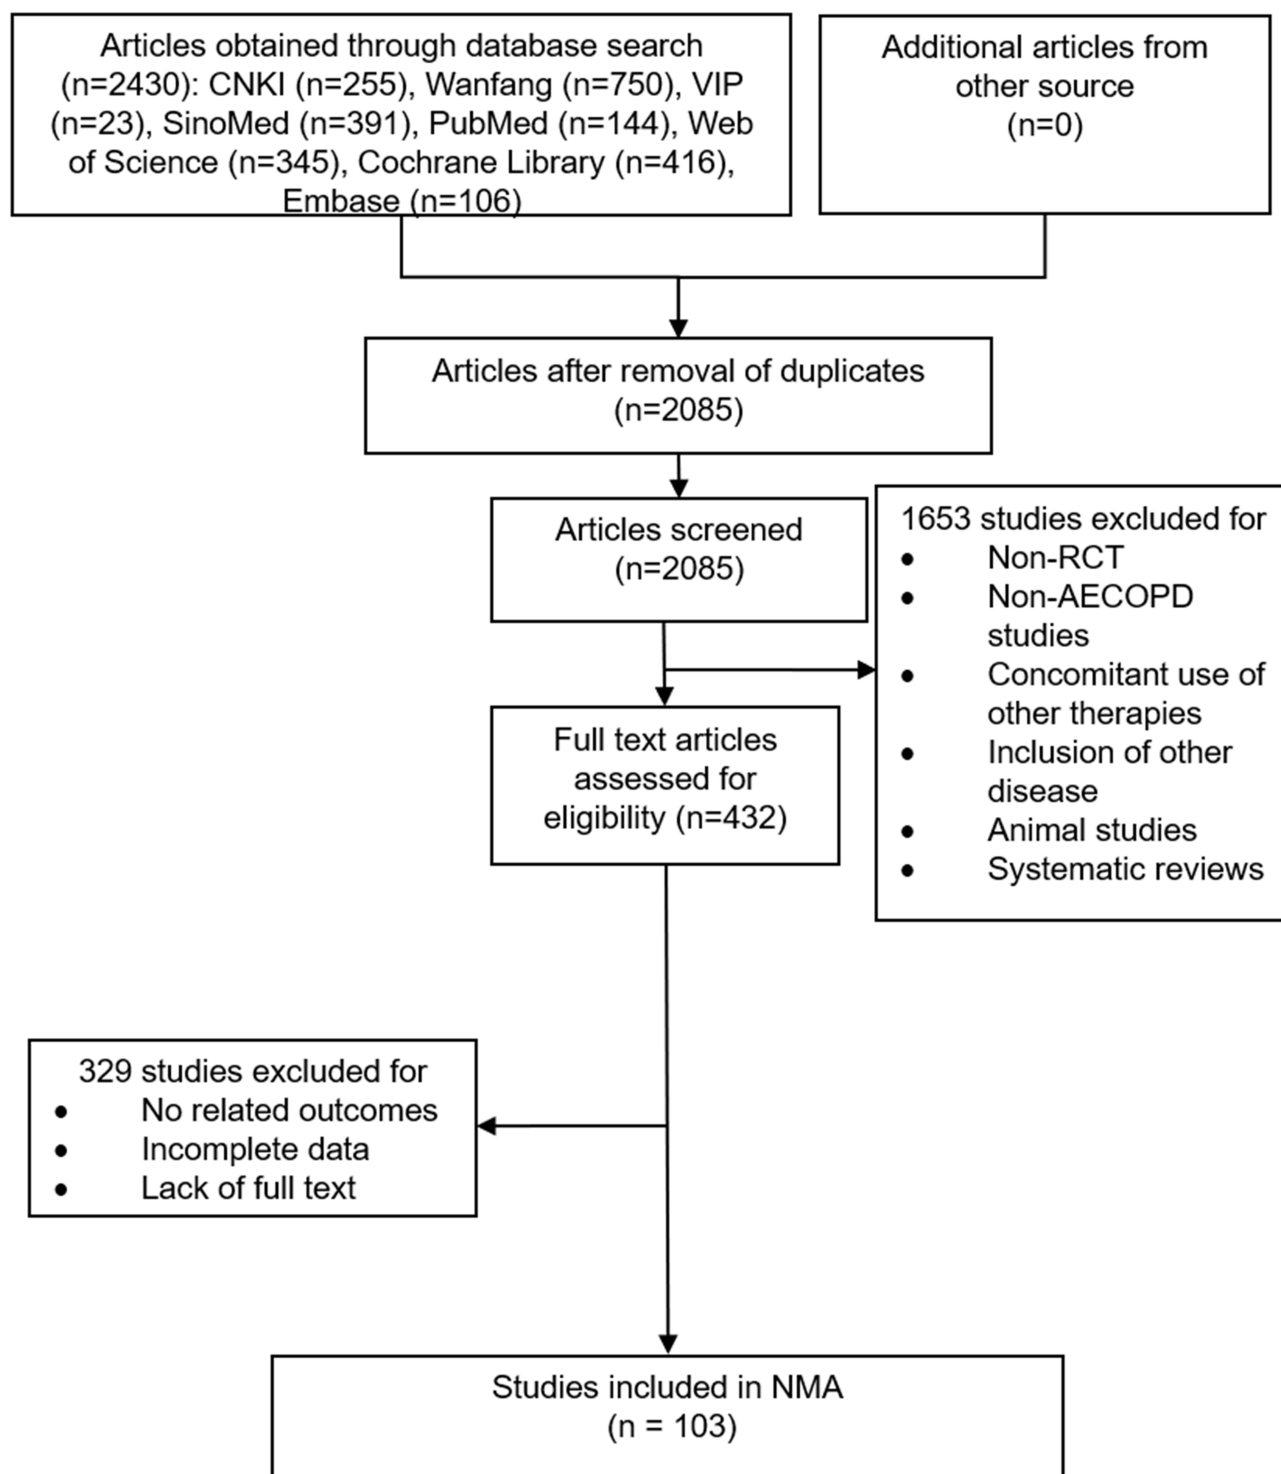 Articles obtained through database search
(n=2430): CNKI (n=255), Wanfang (n=750), VIP
(n=23), SinoMed (n=391), PubMed (n=144), Web
of Science (n=345), Cochrane Library (n=416),
Embase (n=106)
Additional articles from
other source
(n=0)
Articles after removal of duplicates
(n=2085)
Articles screened
(n=2085)
1653 studies excluded for
• Non-RCT
• Non-AECOPD
studies
• Concomitant use of
other therapies
• Inclusion of other
disease
• Animal studies
• Systematic reviews
Full text articles
assessed for
eligibility (n=432)
329 studies excluded for
• No related outcomes
• Incomplete data
• Lack of full text
Studies included in NMA
(n = 103)